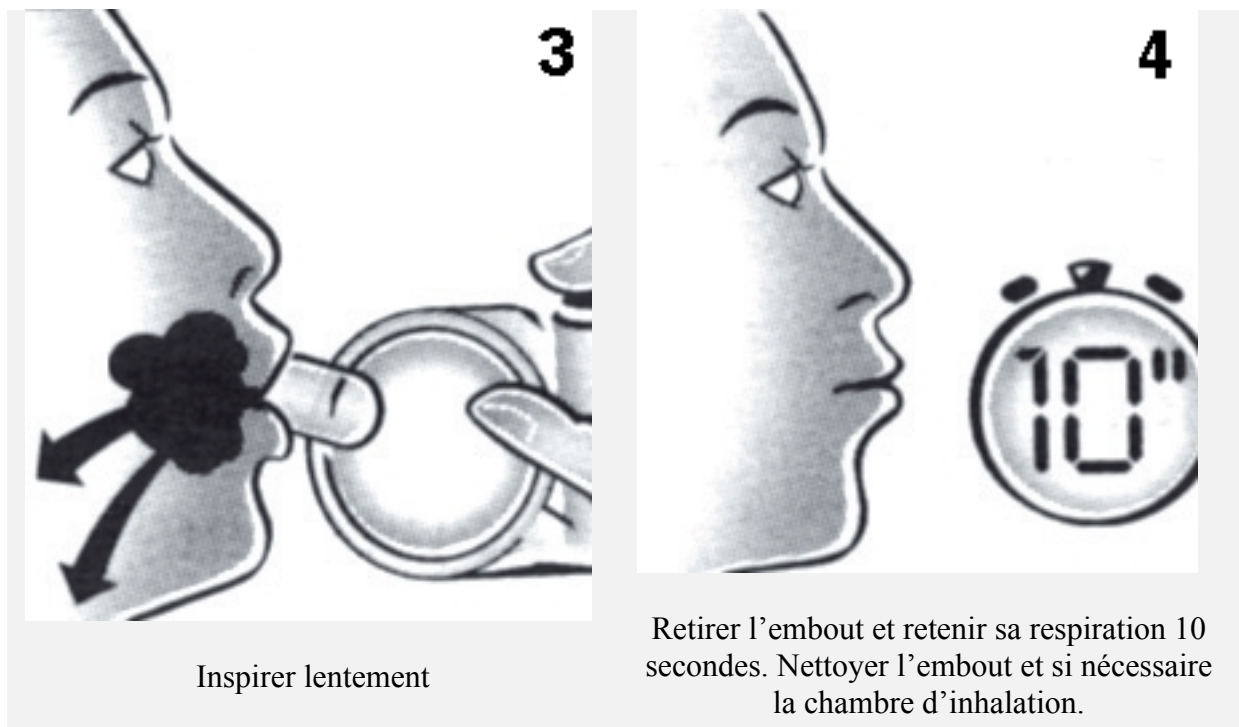 3
4
10"
Inspirer lentement
Retirer l’embout et retenir sa respiration 10
secondes. Nettoyer l’embout et si nécessaire
la chambre d’inhalation.